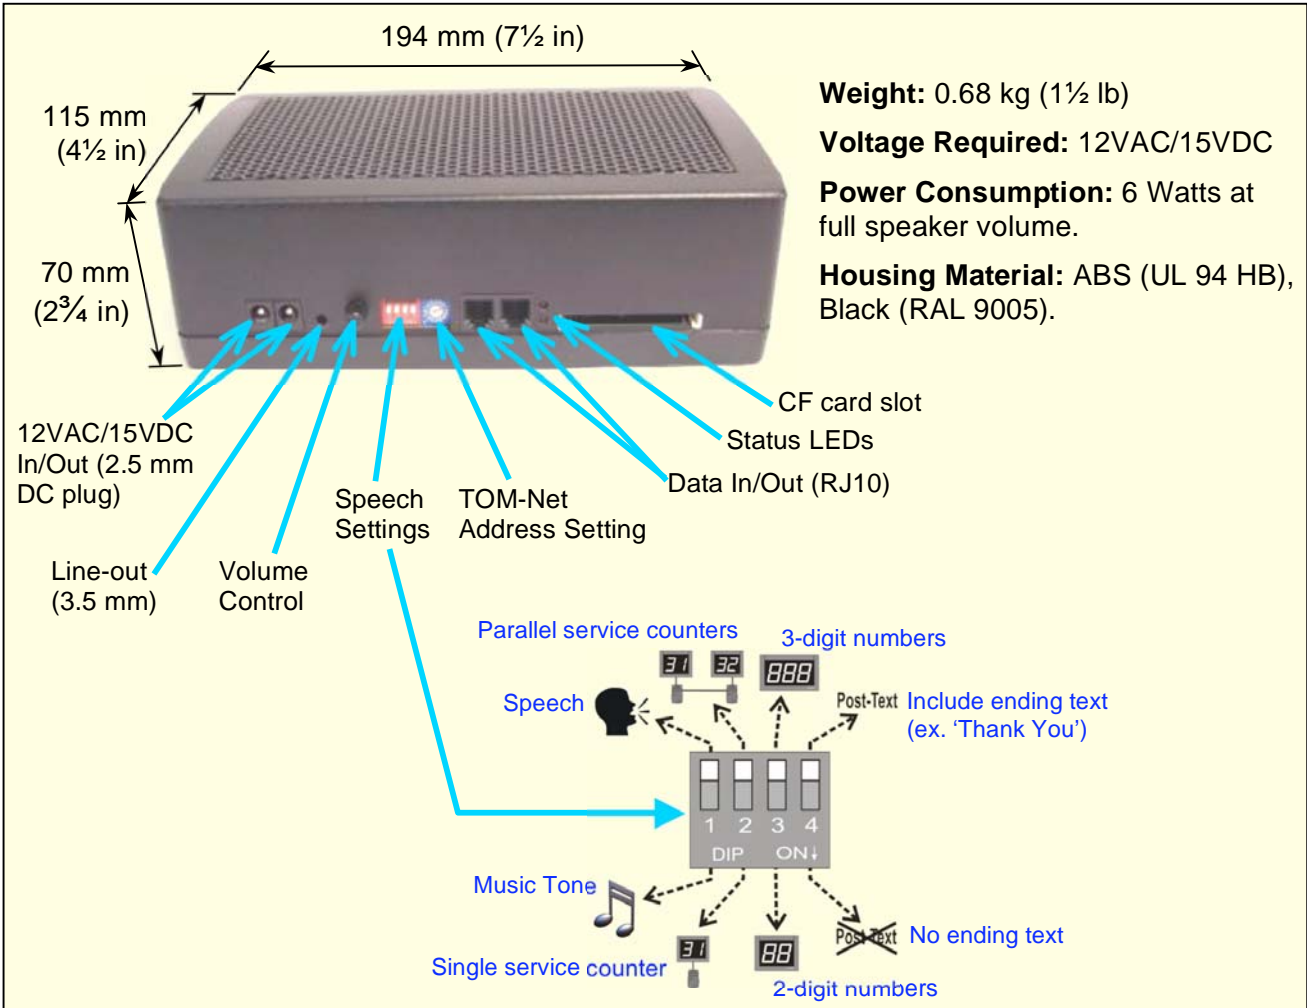 194 mm (7½ in)
115 mm
(4½ in)
70 mm
(2¾ in)
Weight: 0.68 kg (1½ lb)
Voltage Required: 12VAC/15VDC
Power Consumption: 6 Watts at
full speaker volume.
Housing Material: ABS (UL 94 HB),
Black (RAL 9005).
CF card slot
Status LEDs
Data In/Out (RJ10)
12VAC/15VDC
In/Out (2.5 mm
DC plug)
Speech
Settings
TOM-Net
Address Setting
Line-out
(3.5 mm)
Volume
Control
Parallel service counters
31 32
3-digit numbers
888
Speech
Post-Text
Include ending text
(ex. ‘Thank You’)
1 2 3 4
DIP ON↓
Music Tone
31
Single service counter
88
2-digit numbers
Post-Text
No ending text